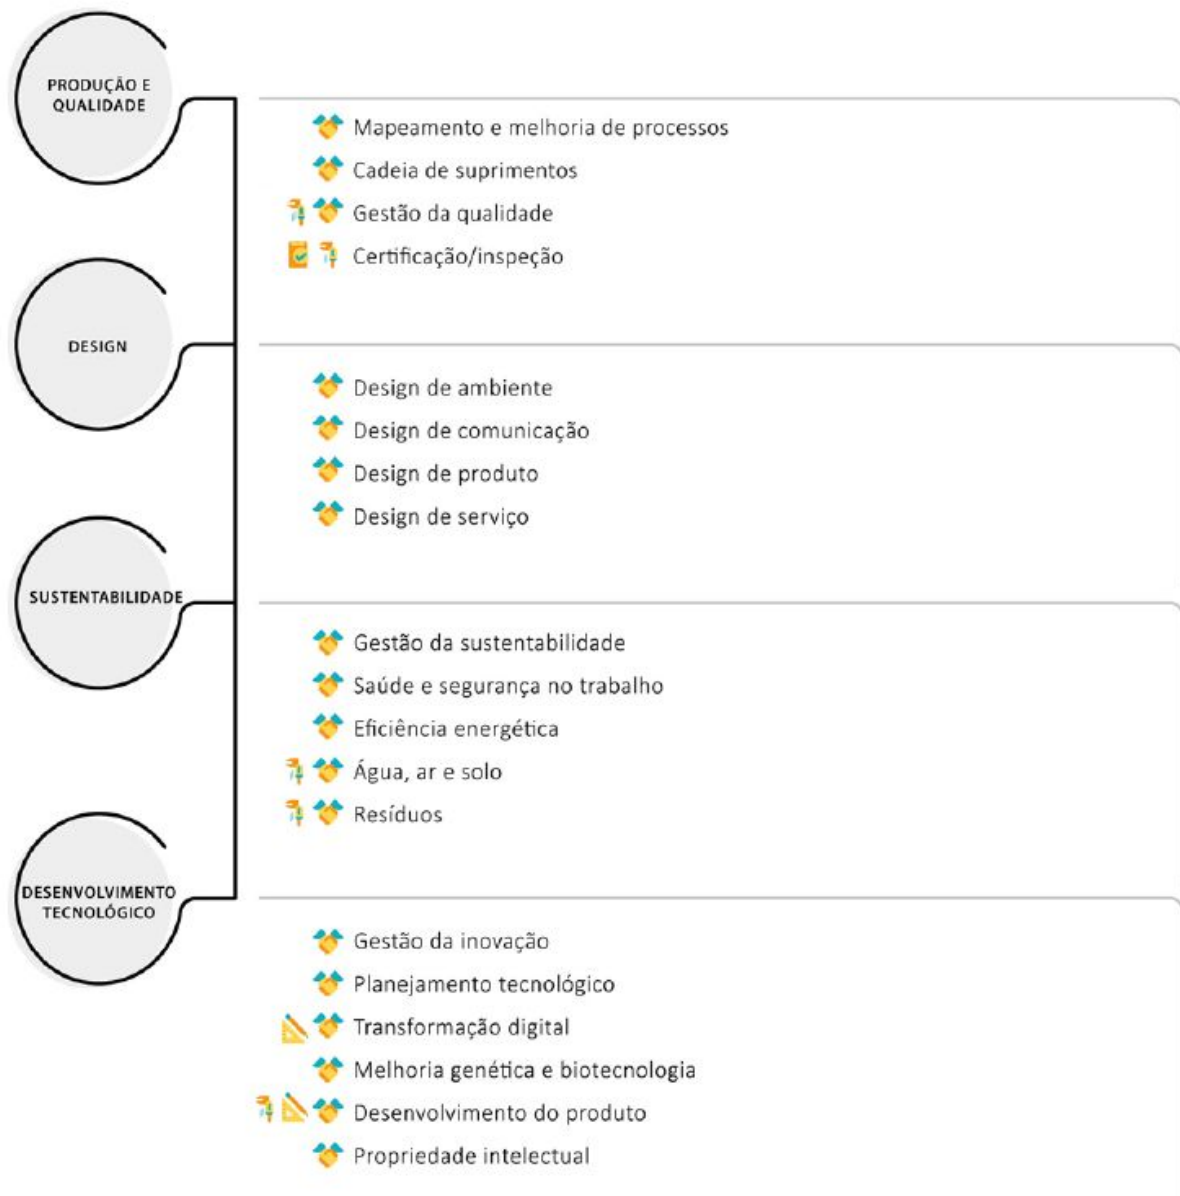 PRODUÇÃO E
QUALIDADE
Mapeamento e melhoria de processos
Cadeia de suprimentos
Gestão da qualidade
Certificação/inspeção
DESIGN
Design de ambiente
Design de comunicação
Design de produto
Design de serviço
SUSTENTABILIDADE
Gestão da sustentabilidade
Saúde e segurança no trabalho
Eficiência energética
Água, ar e solo
Resíduos
DESENVOLVIMENTO
TECNOLÓGICO
Gestão da inovação
Planejamento tecnológico
Transformação digital
Melhoria genética e biotecnologia
Desenvolvimento do produto
Propriedade intelectual